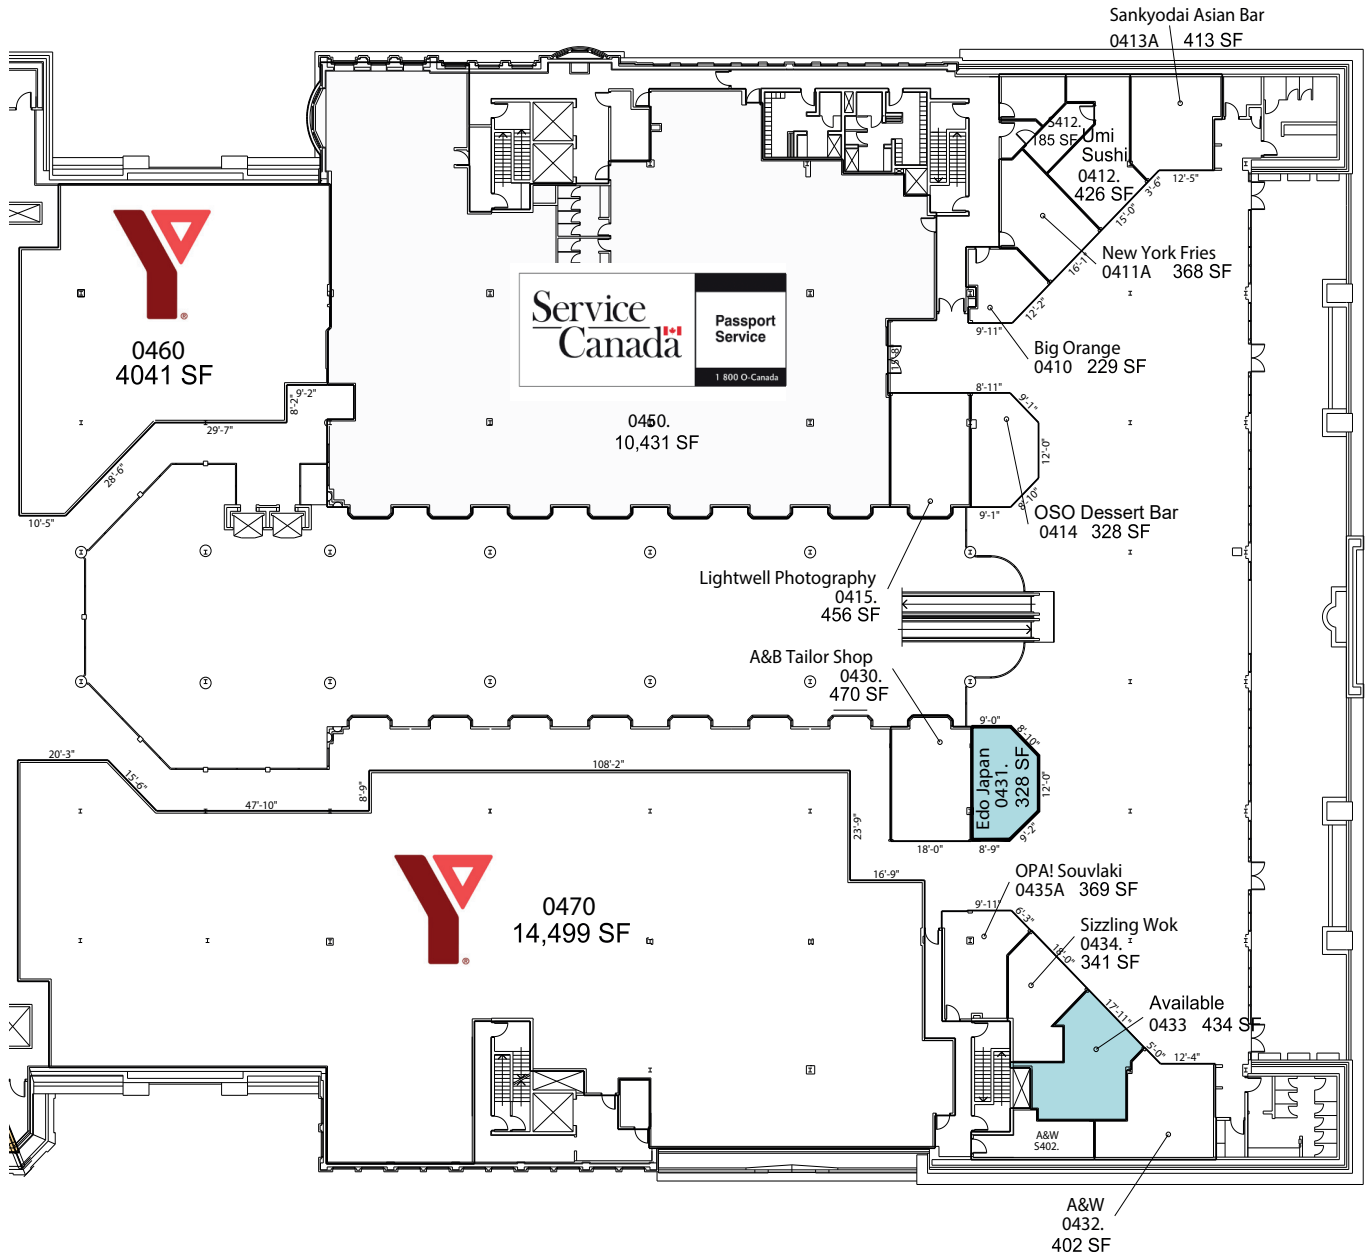 Sankyodai Asian Bar
0413A 413 SF
S412.
185 SF
Umi
Sushi
0412.
426 SF
12'-5"
3'-6"
15'-0"
16'-1"
New York Fries
0411A 368 SF
12'-2"
9'-11"
Big Orange
0410 229 SF
0460
4041 SF
Service
Canada
Passport
Service
1 800 O-Canada
0450.
10,431 SF
9'-2"
8'-2"
29'-7"
28'-6"
10'-5"
8'-11"
9'-1"
12'-0"
8'-10"
9'-1"
OSO Dessert Bar
0414 328 SF
Lightwell Photography
0415.
456 SF
A&B Tailor Shop
0430.
470 SF
9'-0"
8'-10"
12'-0"
9'-2"
8'-9"
18'-0"
Edo Japan
0431.
328 SF
20'-3"
15'-6"
47'-10"
8'-9"
108'-2"
23'-9"
16'-9"
0470
14,499 SF
OPA! Souvlaki
0435A 369 SF
9'-11"
6'-3"
Sizzling Wok
0434.
341 SF
18'-0"
17'-11"
Available
0433 434 SF
5'-0"
12'-4"
A&W
S402.
A&W
0432.
402 SF